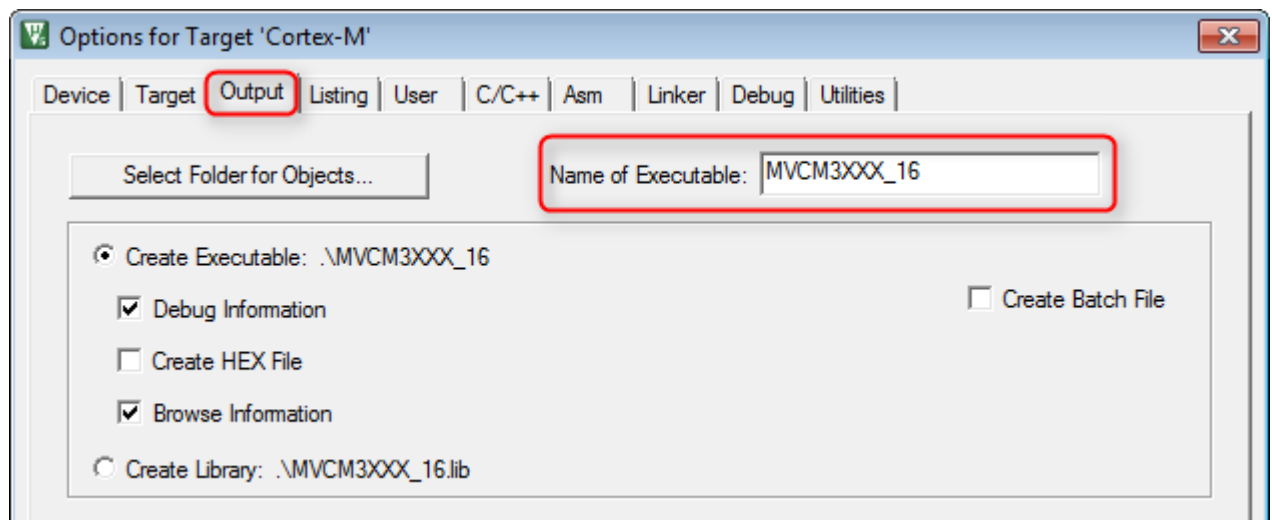 Options for Target 'Cortex-M'
Device Target Output Listing User C/C++ Asm Linker Debug Utilities
Select Folder for Objects... Name of Executable: MVCM3XXX_16
Create Executable: .\MVCM3XXX_16
Debug Information Create Batch File
Create HEX File
Browse Information
Create Library: .\MVCM3XXX_16.lib